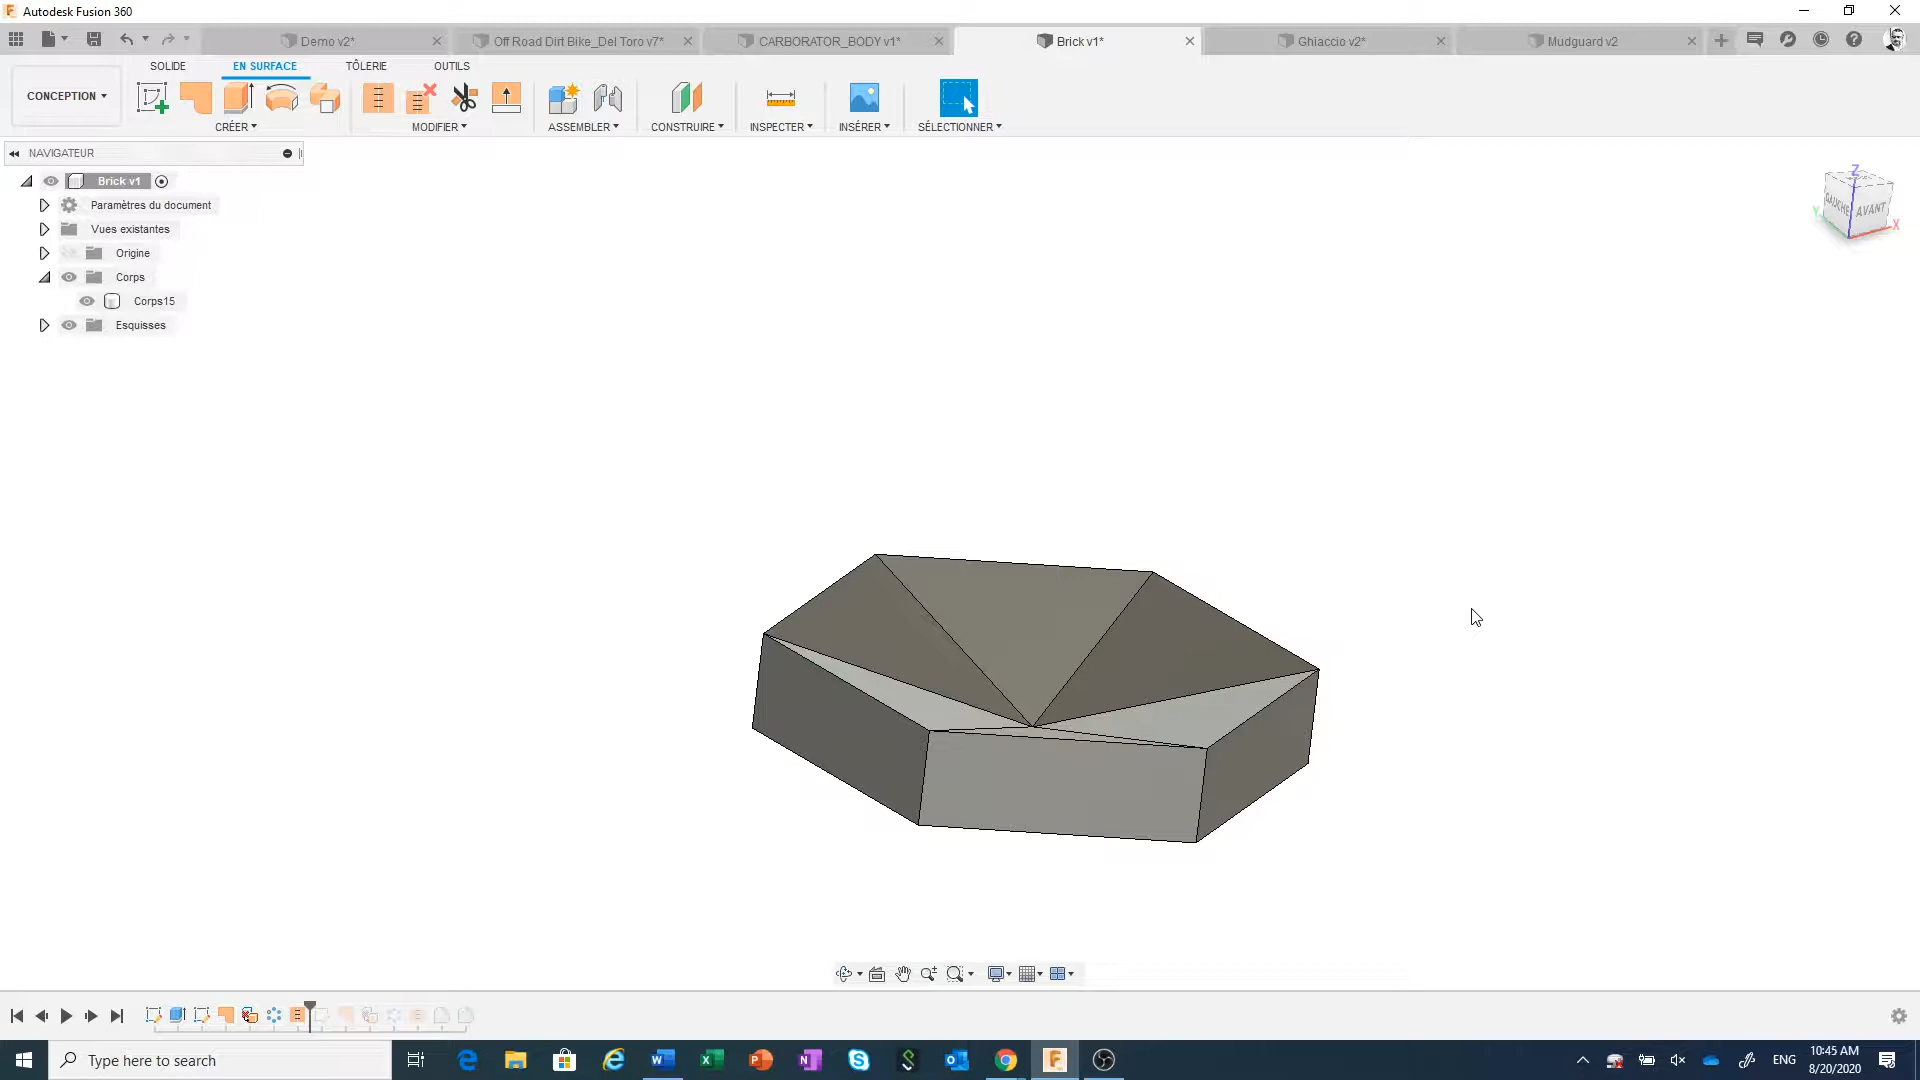 Autodesk Fusion 360
Demo v2*
Off Road Dirt Bike_Del Toro v7*
CARBORATOR_BODY v1*
Brick v1*
Ghiaccio v2*
Mudguard v2
SOLIDE
EN SURFACE
TÔLERIE
OUTILS
CONCEPTION
CRÉER
MODIFIER
ASSEMBLER
CONSTRUIRE
INSPECTER
INSÉRER
SÉLECTIONNER
NAVIGATEUR
Brick v1
Paramètres du document
Vues existantes
Origine
Corps
Corps15
Esquisses
Z
GAUCHE
AVANT
Y
X
Type here to search
ENG
10:45 AM
8/20/2020